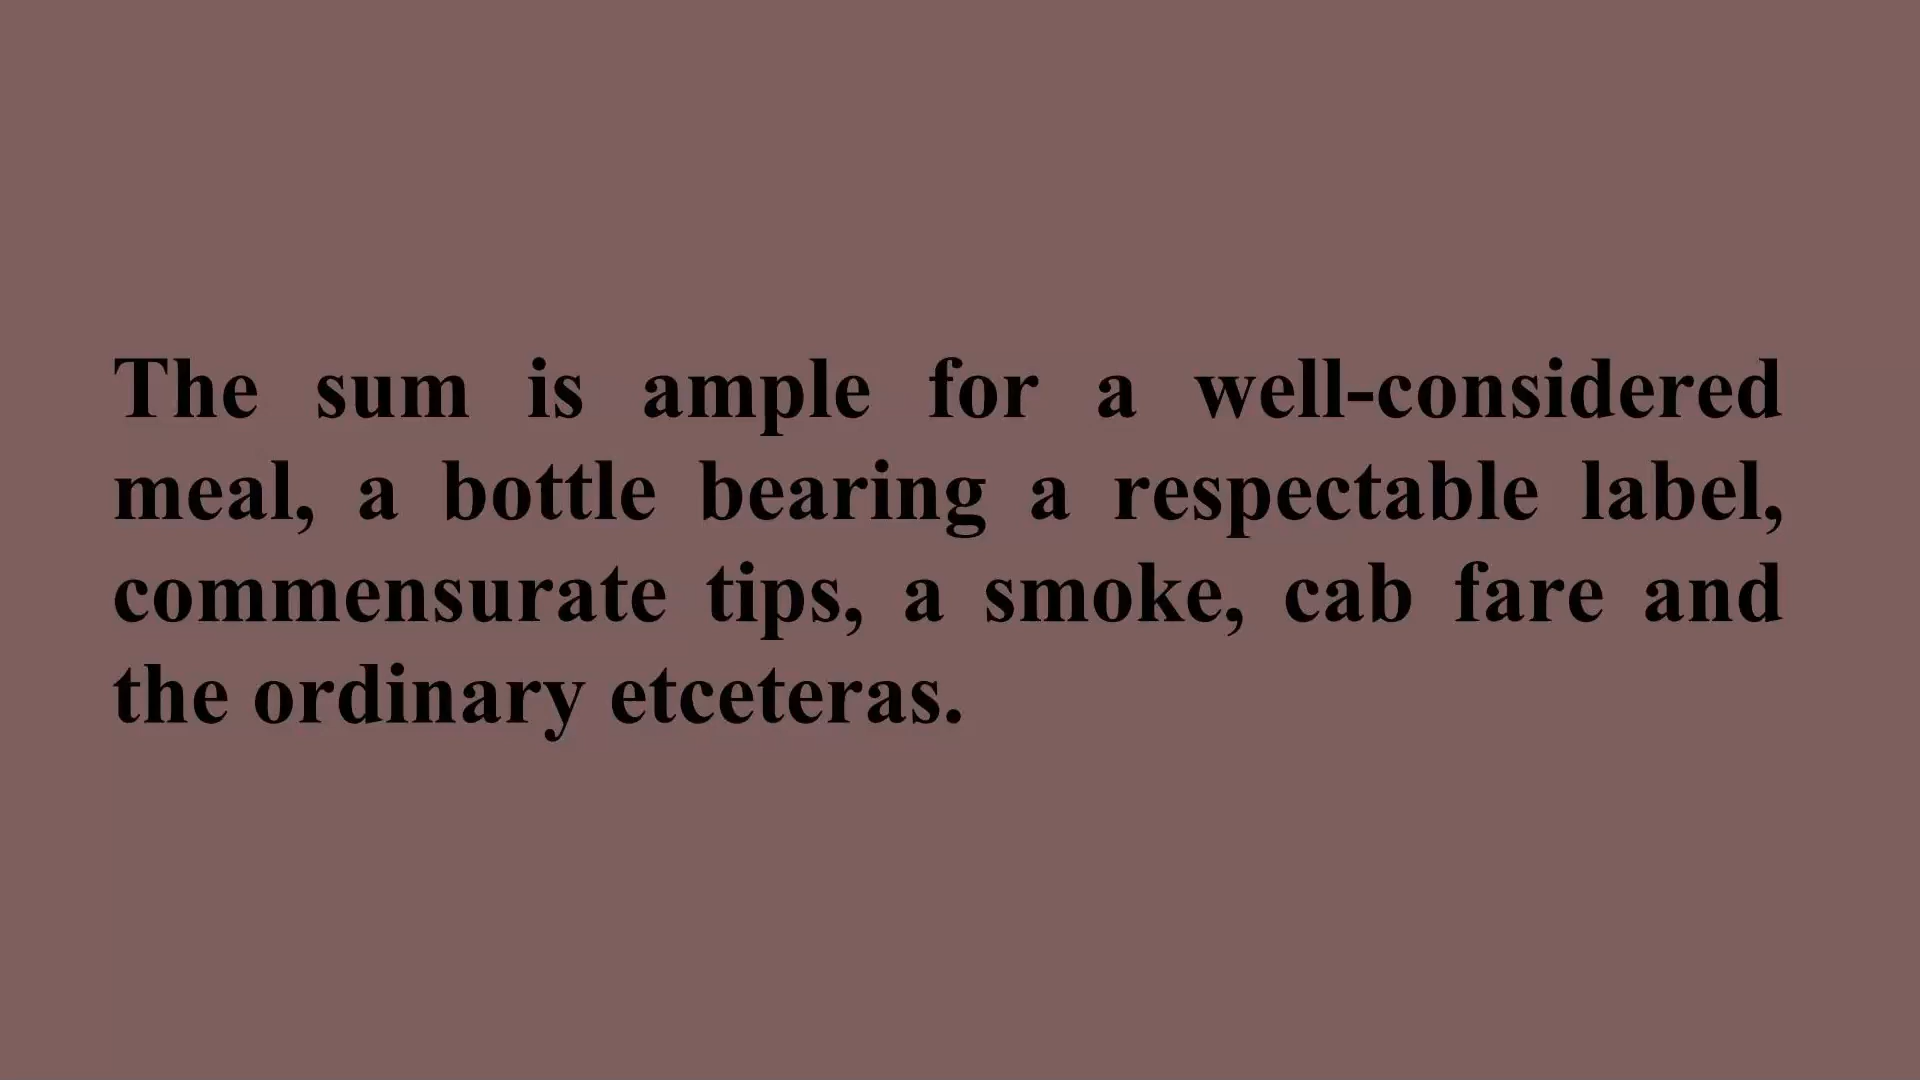 The sum is ample for a well-considered
meal, a bottle bearing a respectable label,
commensurate tips, a smoke, cab fare and
the ordinary etceteras.